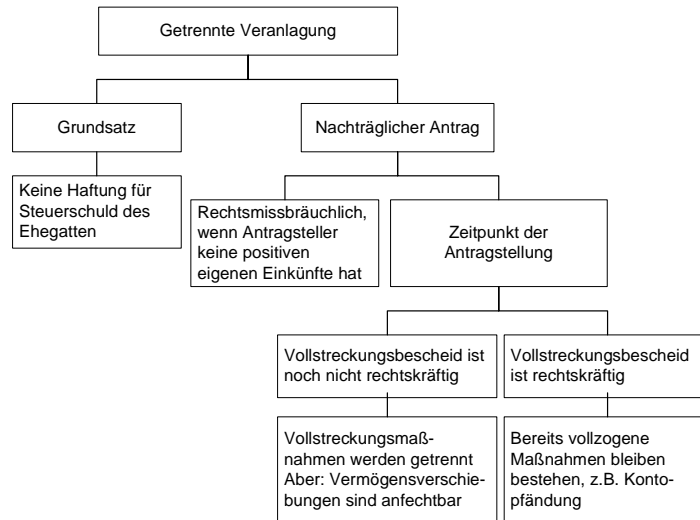 Getrennte Veranlagung
Grundsatz
Nachträglicher Antrag
Keine Haftung für
Steuerschuld des
Ehegatten
Rechtsmissbräuchlich,
wenn Antragsteller
keine positiven
eigenen Einkünfte hat
Zeitpunkt der
Antragstellung
Vollstreckungsbescheid ist
noch nicht rechtskräftig
Vollstreckungsbescheid
ist rechtskräftig
Vollstreckungsmaß-
nahmen werden getrennt
Aber: Vermögensverschie-
bungen sind anfechtbar
Bereits vollzogene
Maßnahmen bleiben
bestehen, z.B. Konto-
pfändung